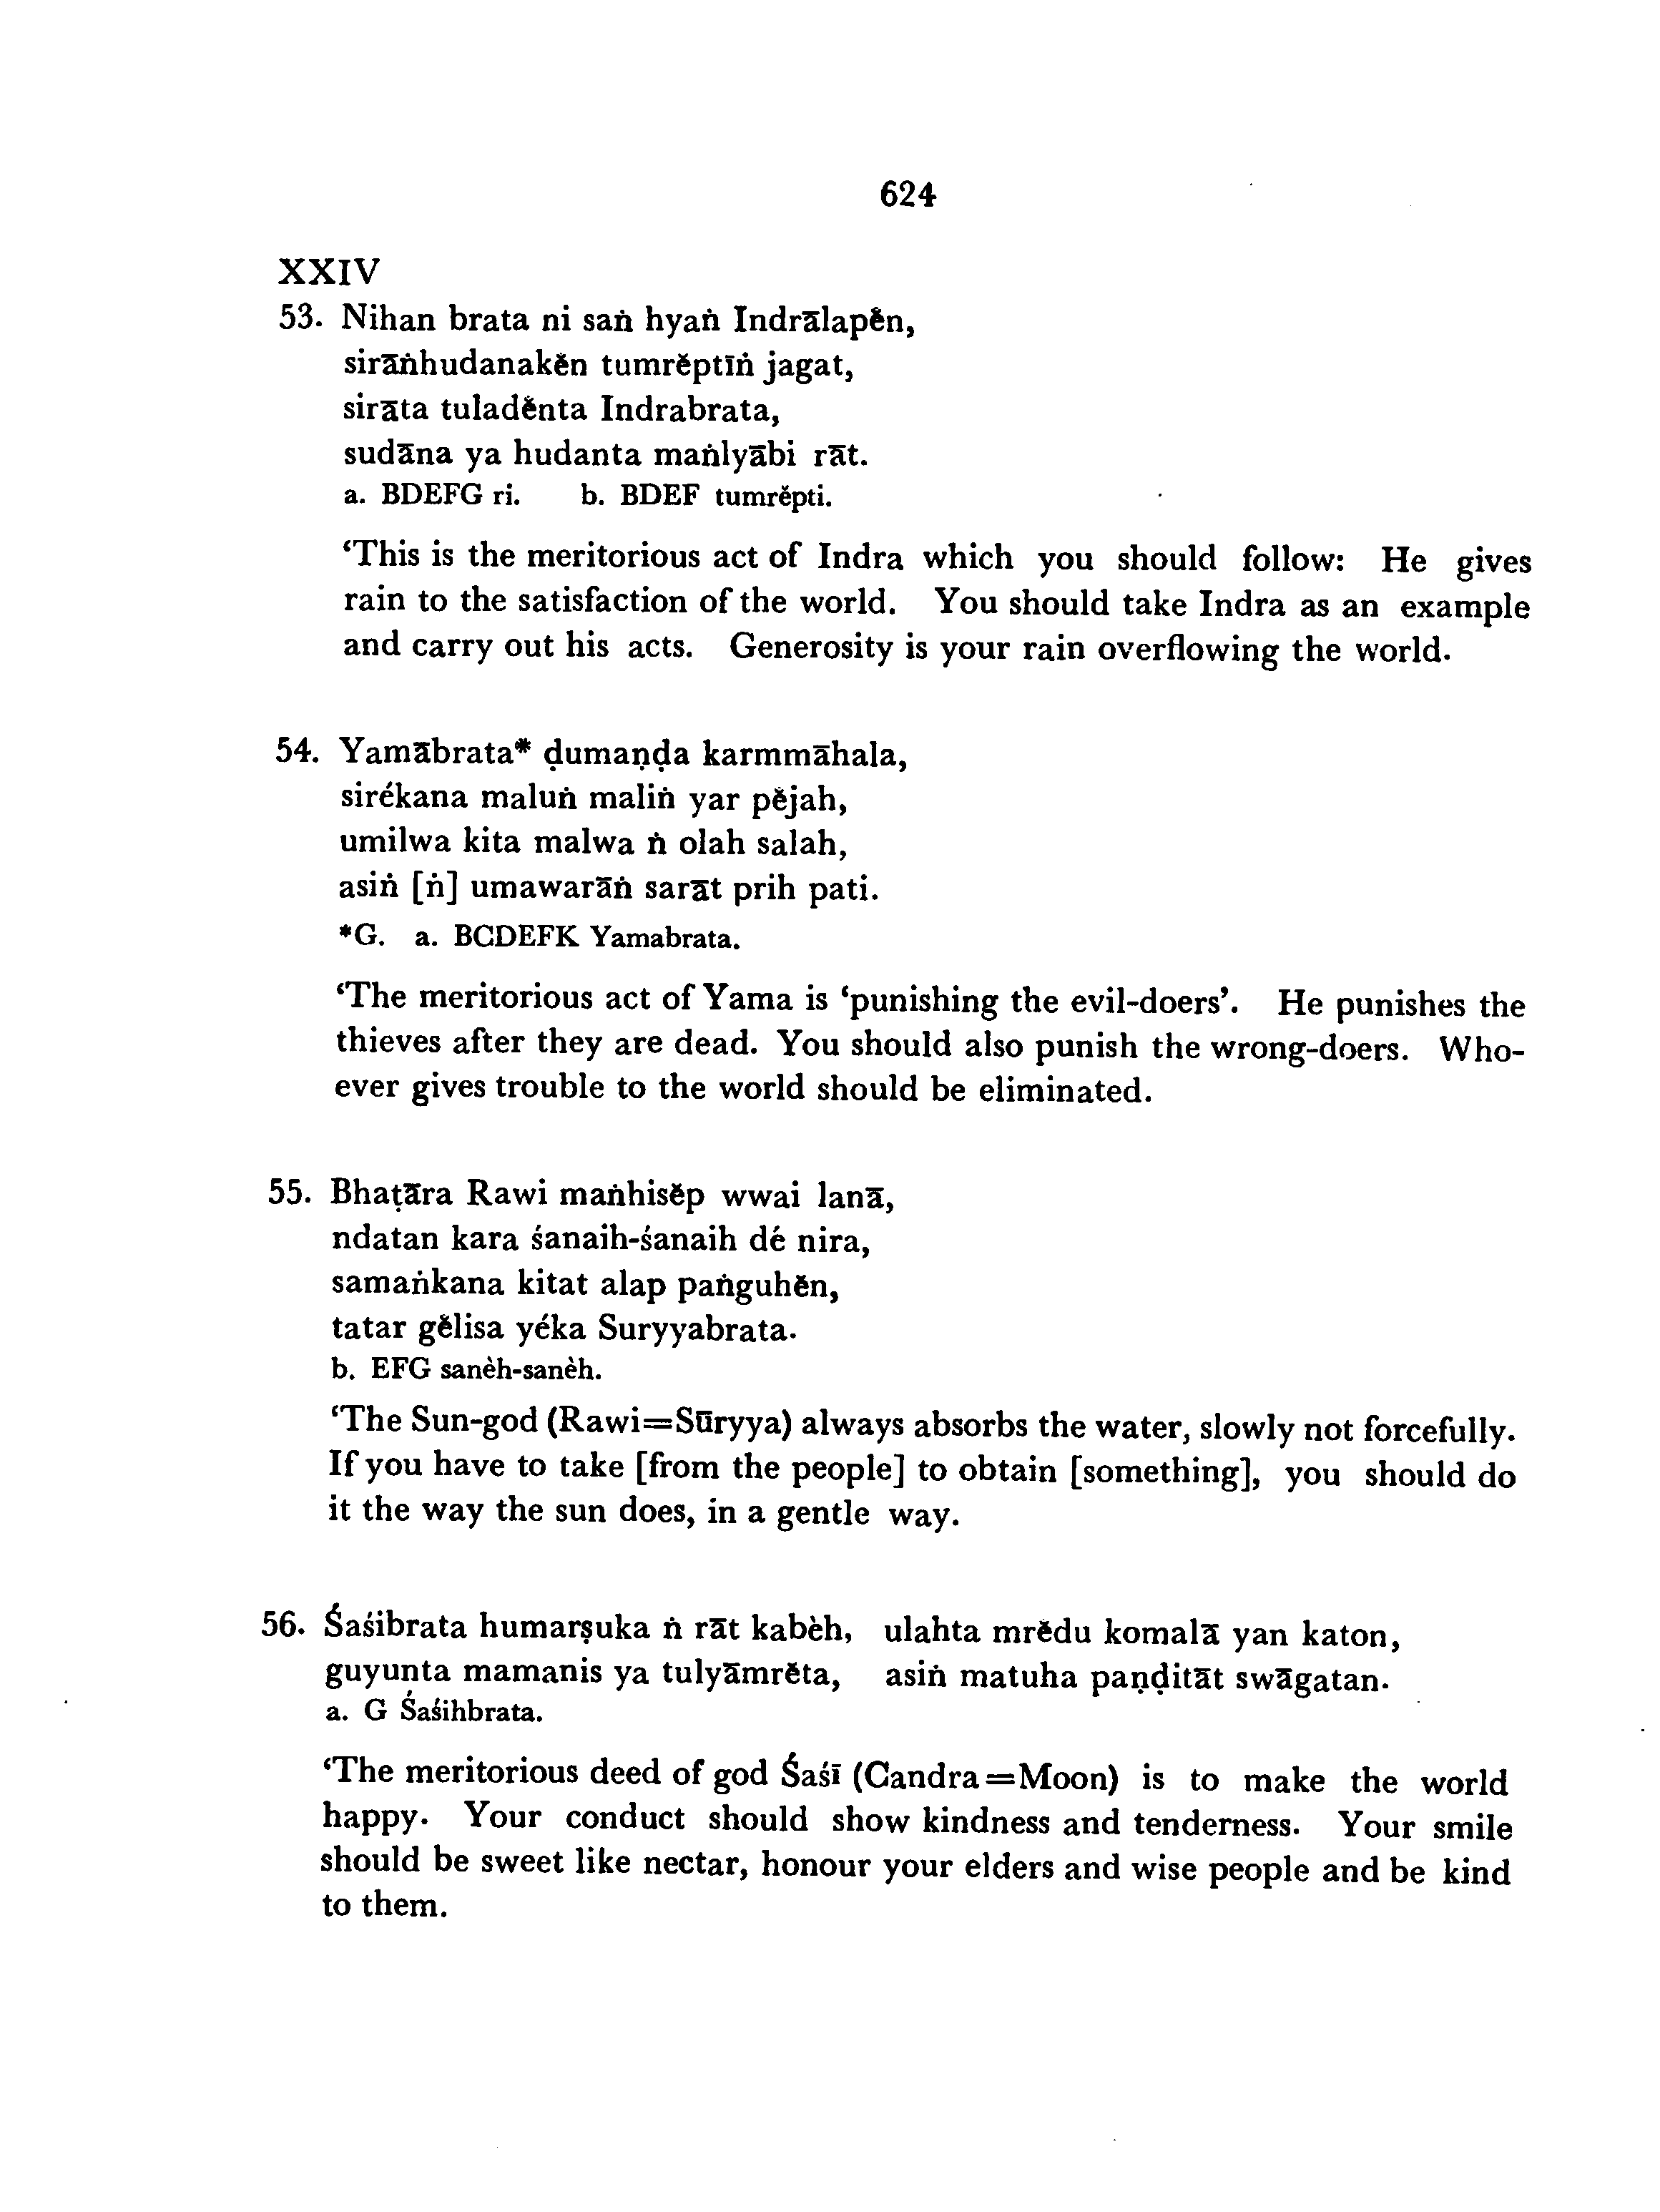 624
XXIV
53. Nihan brata ni saṅ hyaṅ Indrālapĕn,
sirāṅhudanakĕn tumrĕptīṅ jagat,
sirāta tuladĕnta Indrabrata,
sudāna ya hudanta maṅlyābi rāt.
a. BDEFG ri. b. BDEF tumrĕpti.
‘This is the meritorious act of Indra which you should follow: He gives
rain to the satisfaction of the world. You should take Indra as an example
and carry out his acts. Generosity is your rain overflowing the world.
54. Yamābrata* ḍumaṇḍa karmmāhala,
sirékana maluṅ maliṅ yar pĕjah,
umilwa kita malwa ṅ olah salah,
asiṅ [ṅ] umawarāṅ sarāt prih pati.
*G. a. BCDEFK Yamabrata.
‘The meritorious act of Yama is ‘punishing the evil-doers’. He punishes the
thieves after they are dead. You should also punish the wrong-doers. Who-
ever gives trouble to the world should be eliminated.
55. Bhaṭāra Rawi maṅhisĕp wwai lanā,
ndatan kara śanaih-śanaih dé nira,
samaṅkana kitat alap paṅguhĕn,
tatar gĕlisa yéka Suryyabrata.
b. EFG sanèh-sanèh.
‘The Sun-god (Rawi=Sūryya) always absorbs the water, slowly not forcefully.
If you have to take [from the people] to obtain [something], you should do
it the way the sun does, in a gentle way.
56. Śaśibrata humarṣuka ṅ rāt kabèh, ulahta mrĕdu komalā yan katon,
guyunta mamanis ya tulyāmrĕta, asiṅ matuha paṇḍitāt swāgatan.
a. G Śaśihbrata.
‘The meritorious deed of god Śaśī (Candra=Moon) is to make the world
happy. Your conduct should show kindness and tenderness. Your smile
should be sweet like nectar, honour your elders and wise people and be kind
to them.